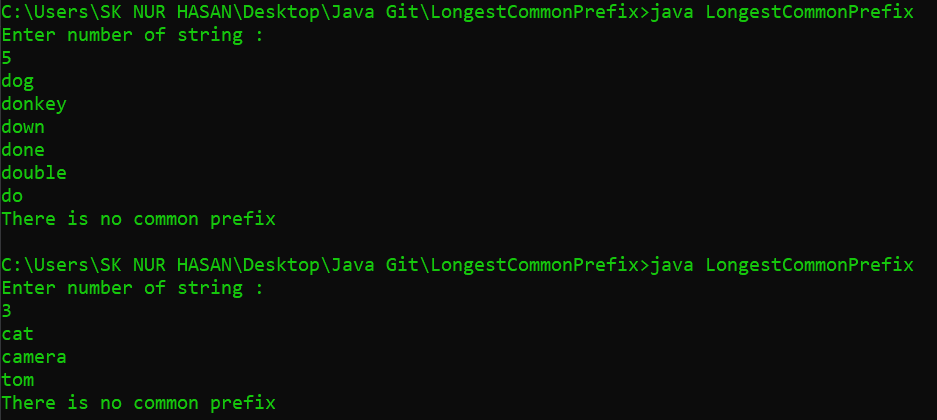 C:\Users\SK NUR HASAN\Desktop\Java Git\LongestCommonPrefix>java LongestCommonPrefix
Enter number of string :
5
dog
donkey
down
done
double
do
There is no common prefix
C:\Users\SK NUR HASAN\Desktop\Java Git\LongestCommonPrefix>java LongestCommonPrefix
Enter number of string :
3
cat
camera
tom
There is no common prefix